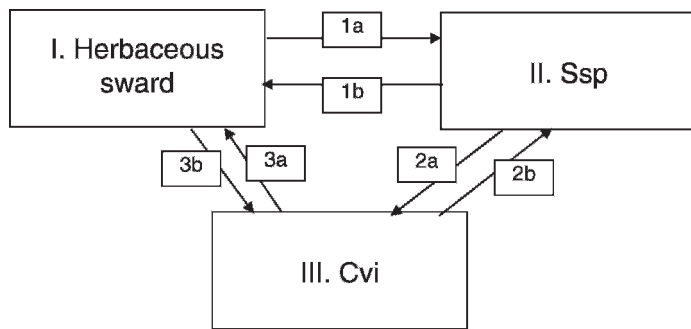 I. Herbaceous
sward
1a
1b
II. Ssp
3b
3a
2a
2b
III. Cvi